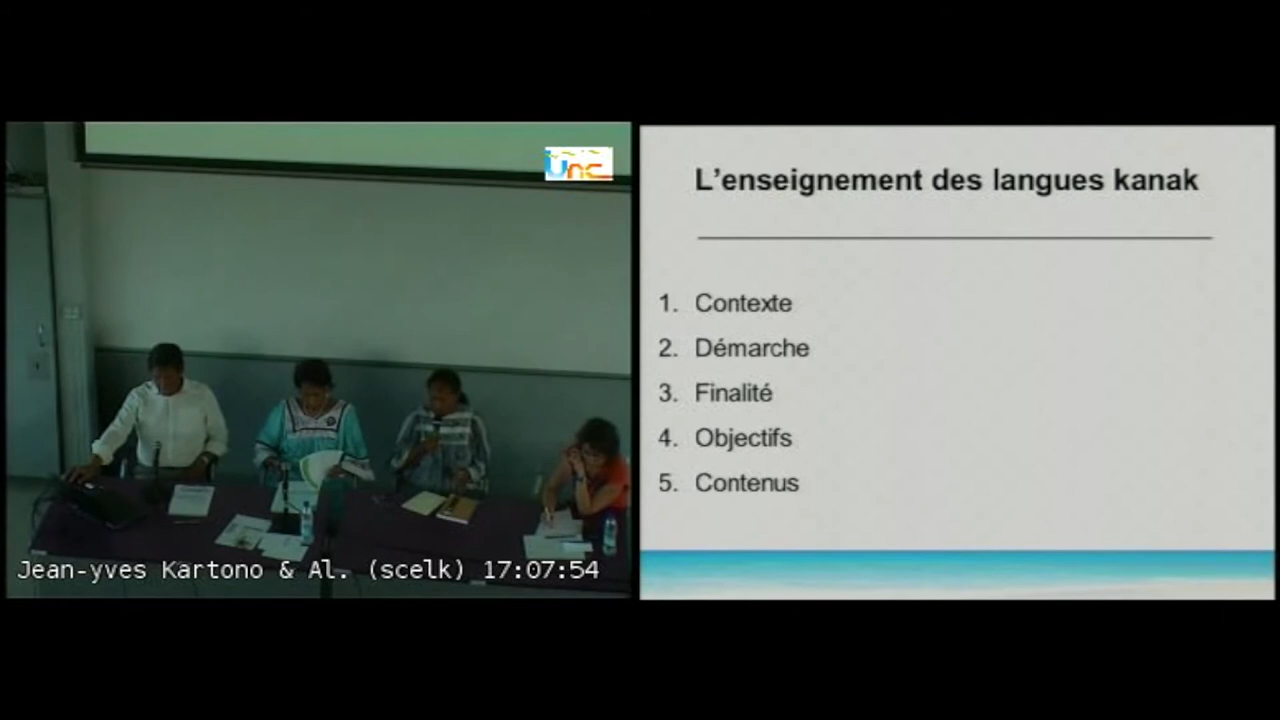 unc
Jean-yves Kartono & Al. (scelk) 17:07:54
L'enseignement des langues kanak
1. Contexte
2. Démarche
3. Finalité
4. Objectifs
5. Contenus